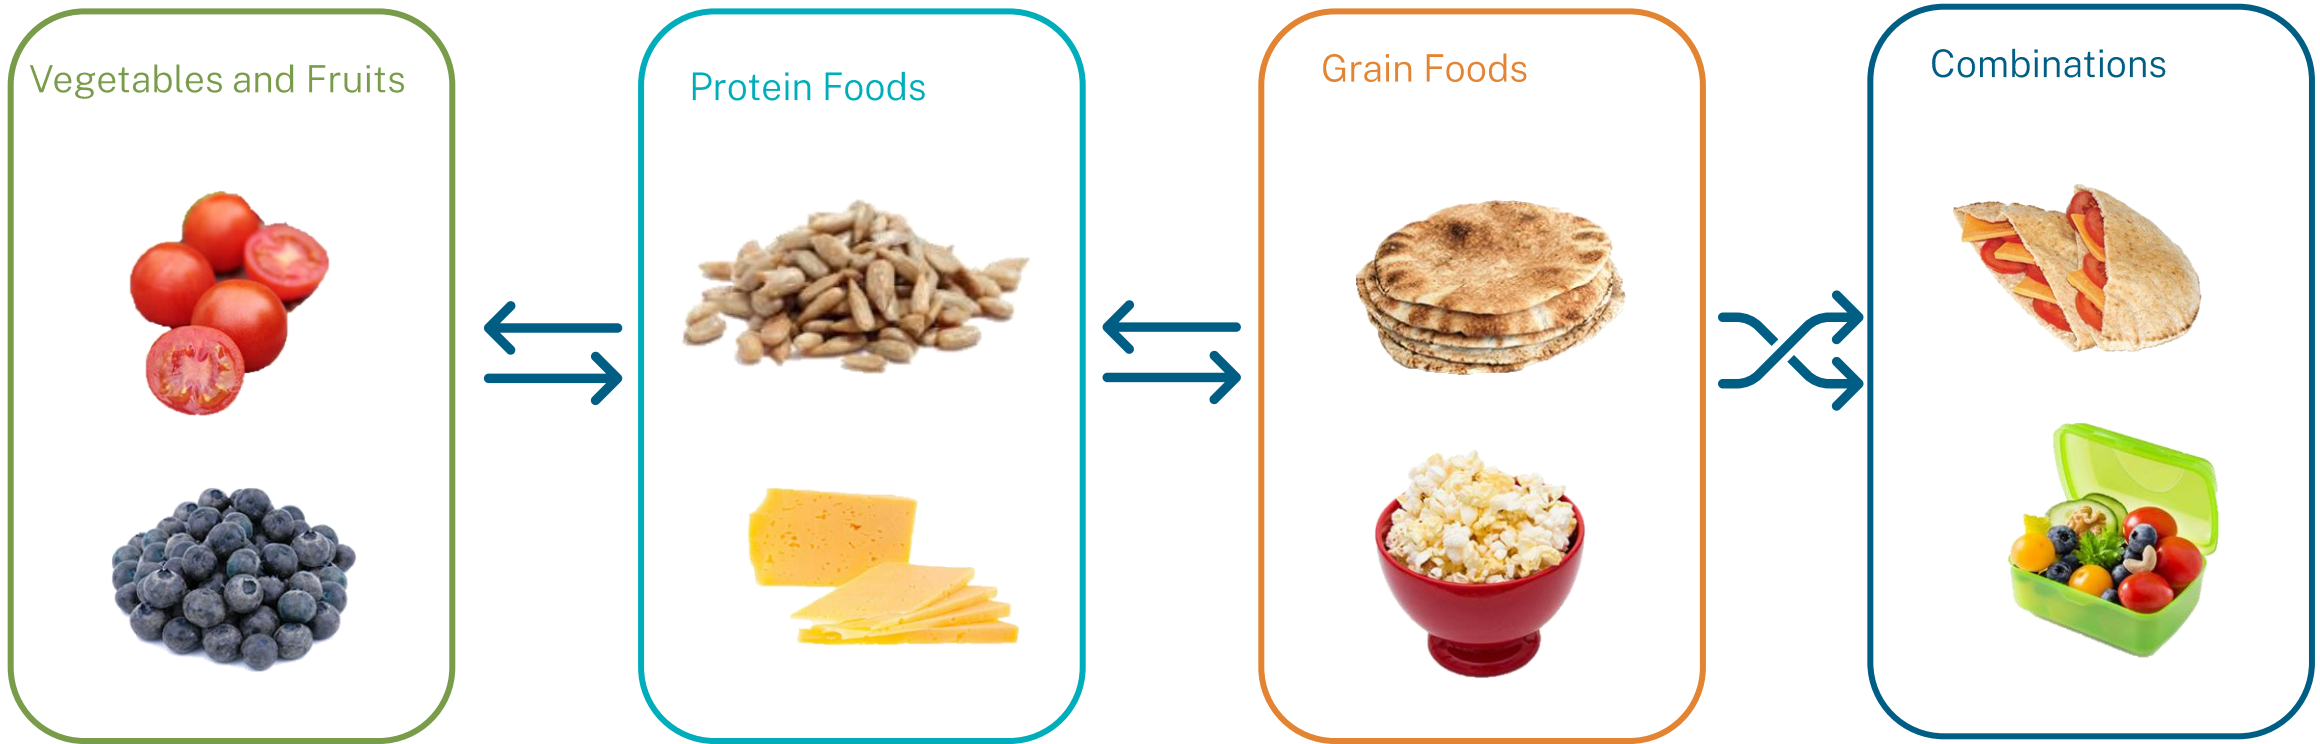 Vegetables and Fruits
Protein Foods
Grain Foods
Combinations